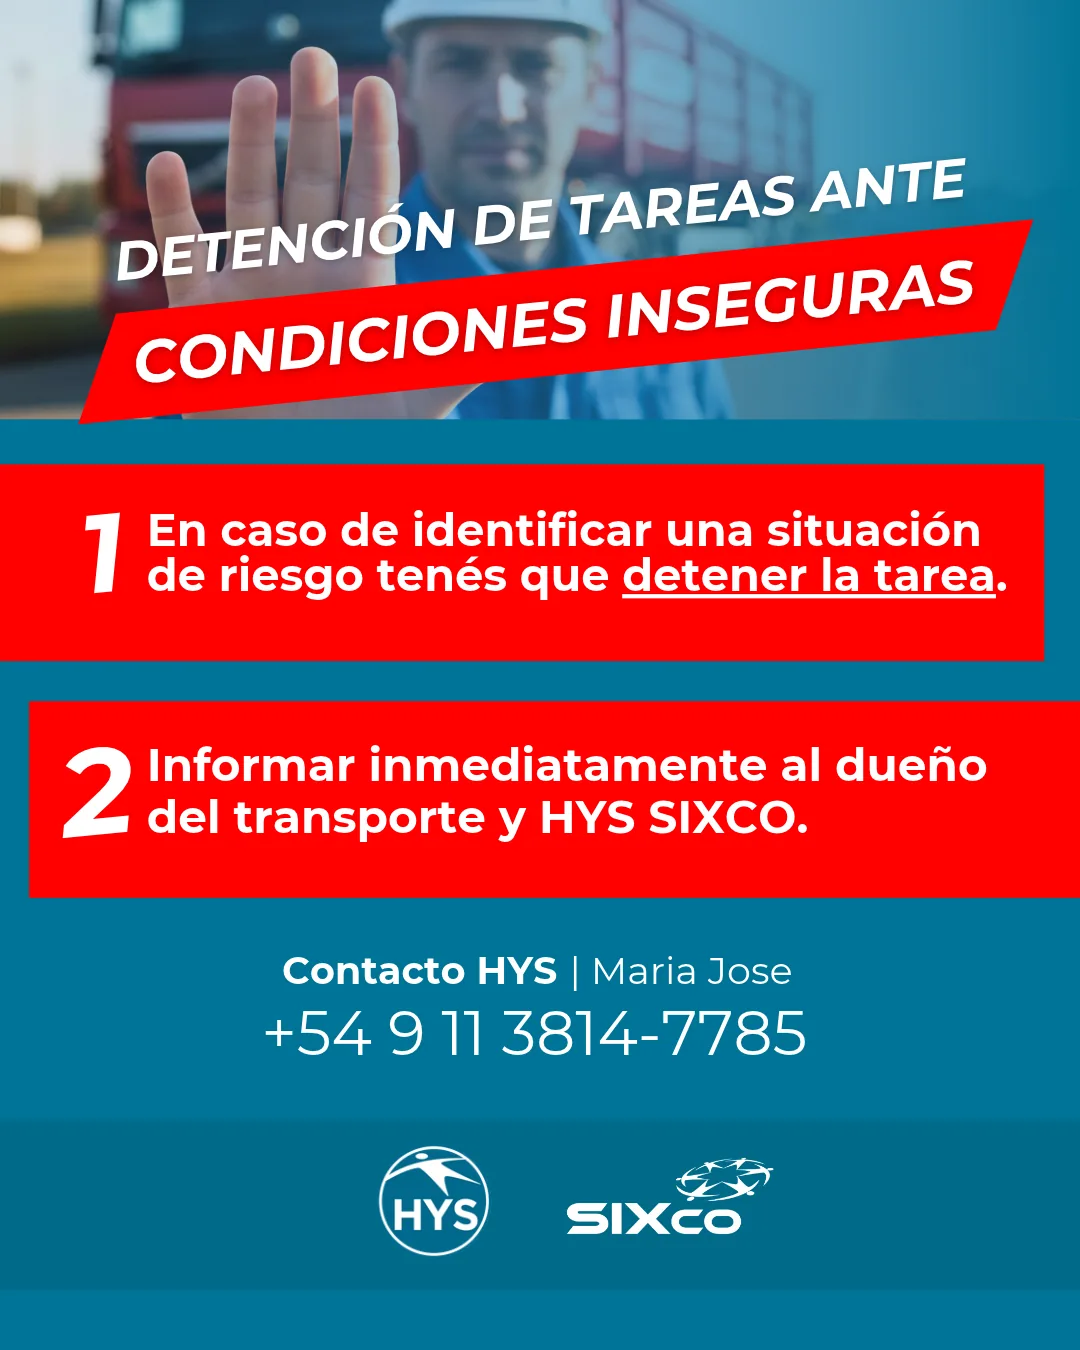 DETENCIÓN DE TAREAS ANTE
CONDICIONES INSEGURAS
1 En caso de identificar una situación
de riesgo tenés que detener la tarea.
2 Informar inmediatamente al dueño
del transporte y HYS SIXCO.
Contacto HYS | Maria Jose
+54 9 11 3814-7785
HYS
SIXCO